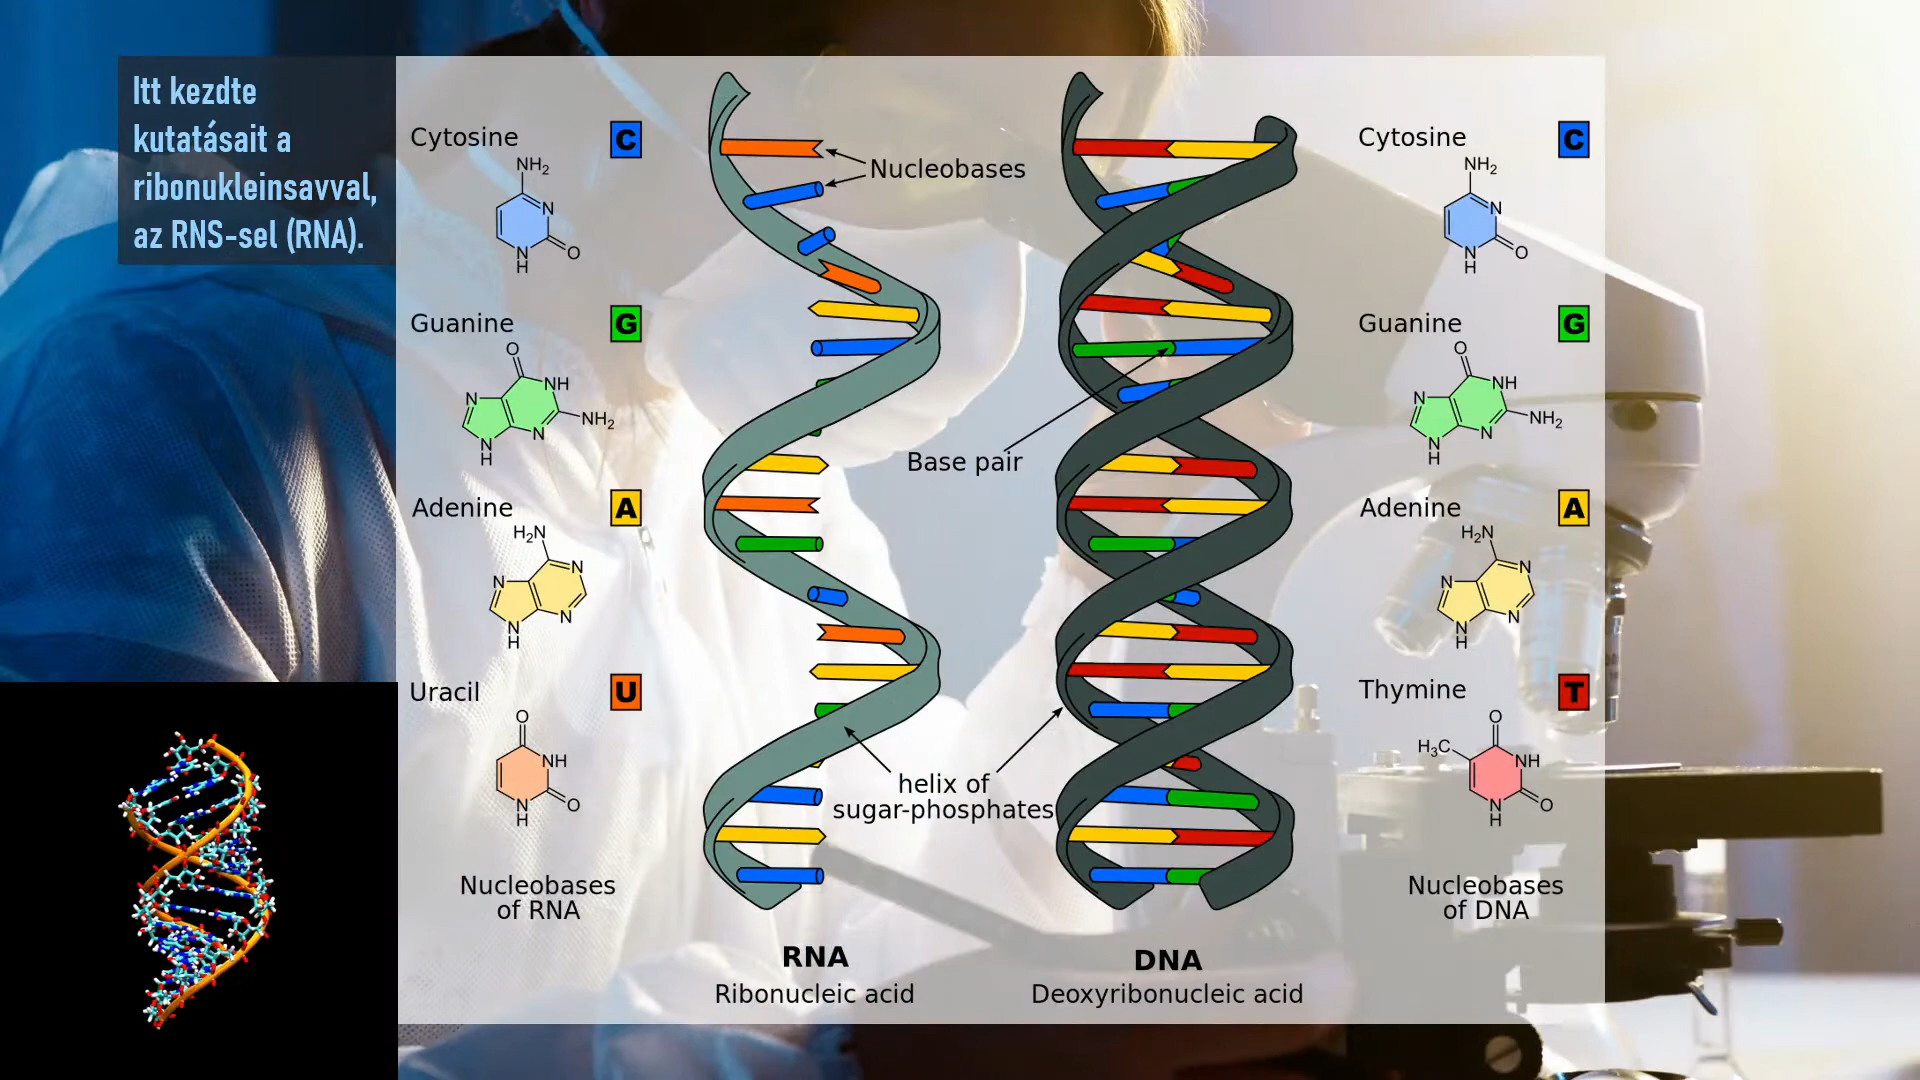 Itt kezdte
kutatásait a
ribonukleinsavval,
az RNS-sel (RNA).
Cytosine
C
NH2
N
N
H
O
Guanine
G
O
N
NH
N
H
N
NH2
Adenine
A
H2N
N
N
N
H
N
Uracil
U
O
NH
N
H
O
Nucleobases
of RNA
Nucleobases
Base pair
helix of
sugar-phosphates
RNA
Ribonucleic acid
DNA
Deoxyribonucleic acid
Cytosine
C
NH2
N
N
H
O
Guanine
G
O
N
NH
N
H
N
NH2
Adenine
A
H2N
N
N
N
H
N
Thymine
T
O
H3C
NH
N
H
O
Nucleobases
of DNA